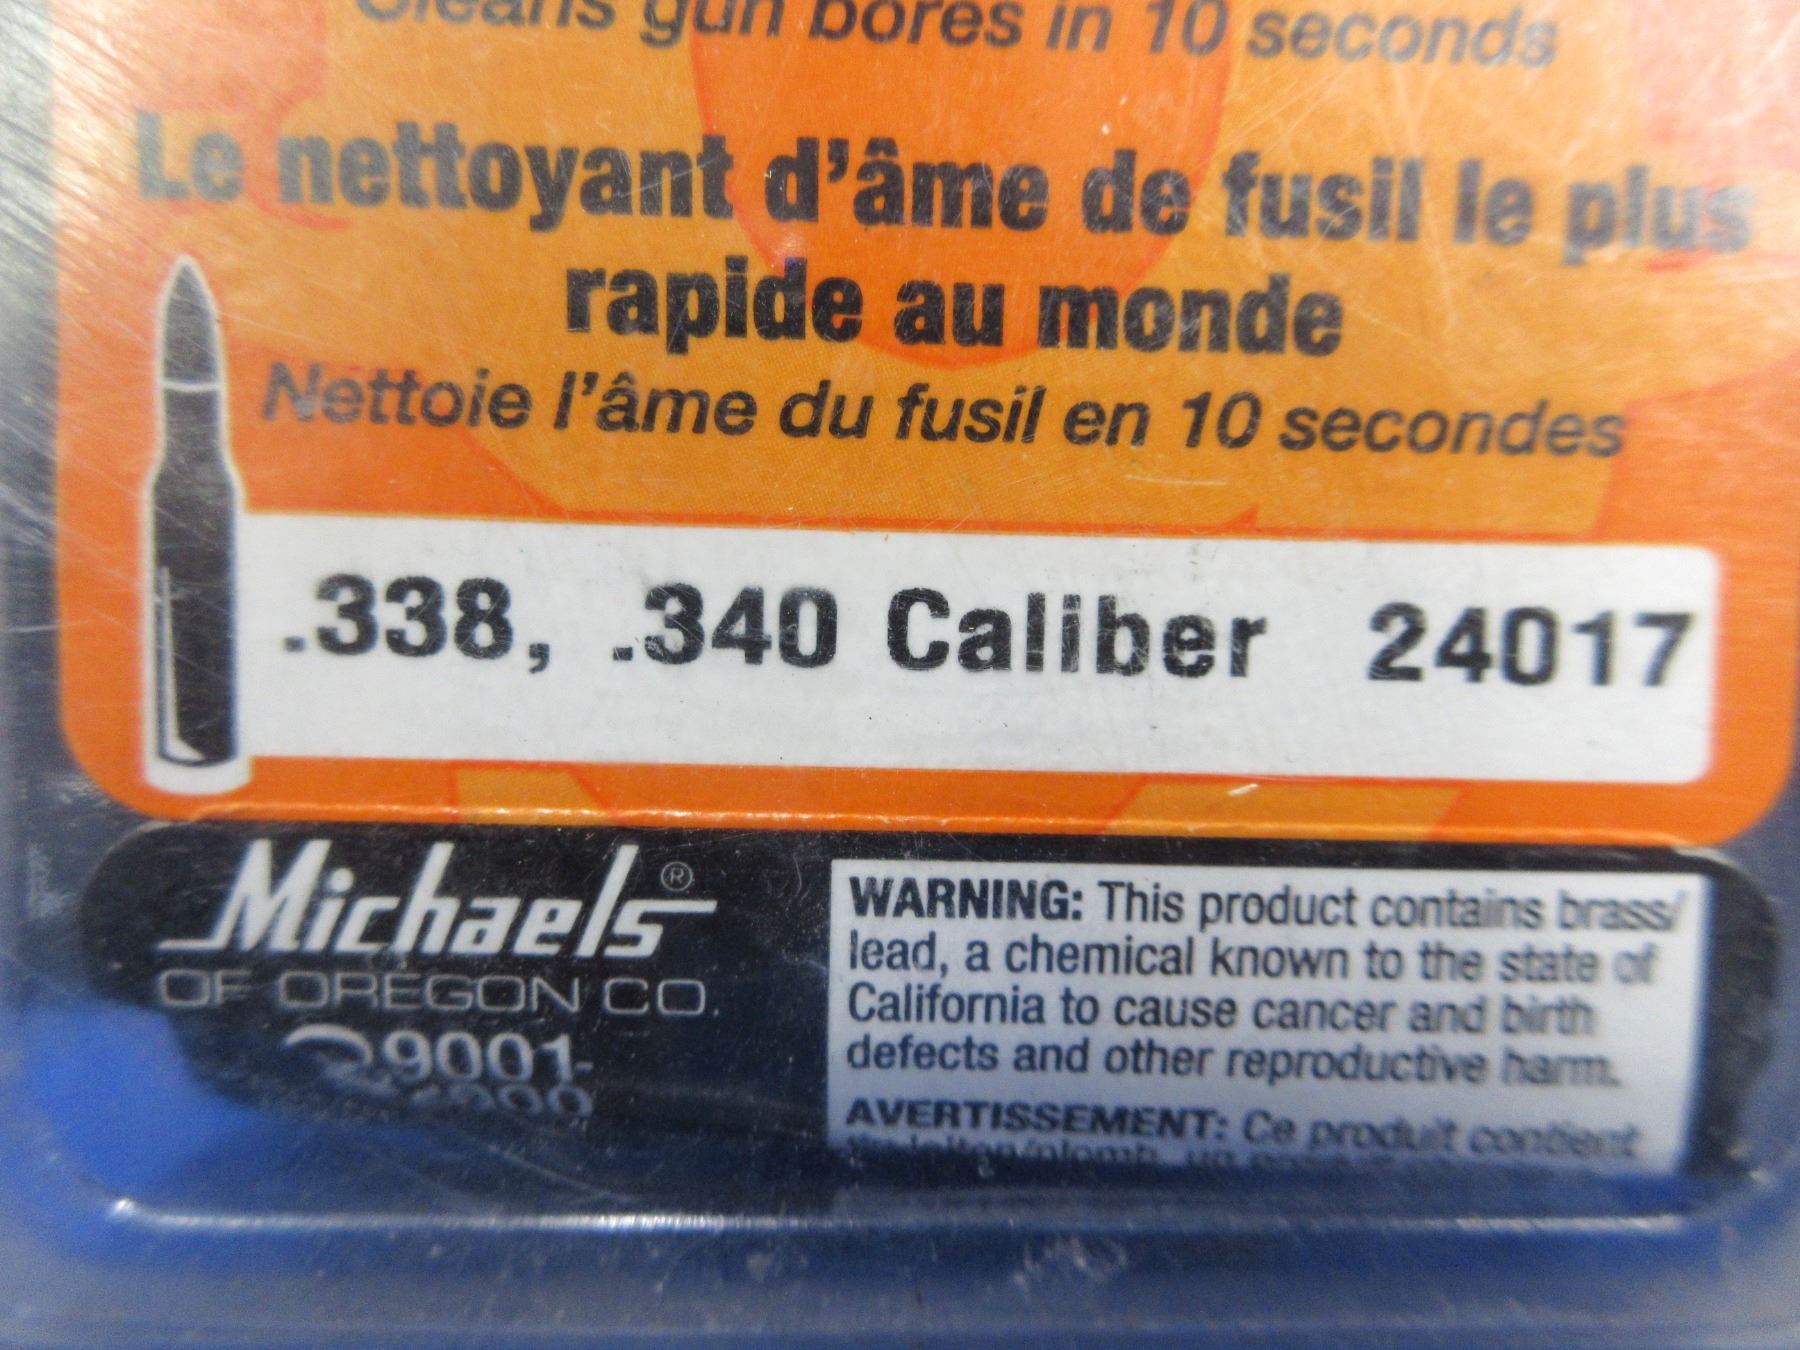 Cleans gun bores in 10 seconds
Le nettoyant d'âme de fusil le plus
rapide au monde
Nettoie l'âme du fusil en 10 secondes
.338, .340 Caliber 24017
Michaels®
OF OREGON CO.
9001-
WARNING: This product contains brass/
lead, a chemical known to the state of
California to cause cancer and birth
defects and other reproductive harm.
AVERTISSEMENT: Ce produit contient